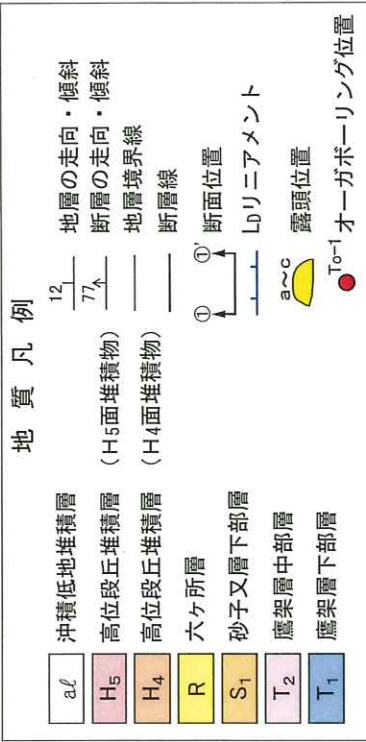 地質凡例
aℓ 沖積低地堆積層
H5 高位段丘堆積層 (H5面堆積物)
H4 高位段丘堆積層 (H4面堆積物)
R 六ヶ所層
S1 砂子又層下部層
T2 鷹架層中部層
T1 鷹架層下部層
12 地層の走向・傾斜
77 断層の走向・傾斜
地層境界線
断層線
① ①' 断面位置
LDリニアメント
a~c 露頭位置
To-1 オーガボーリング位置